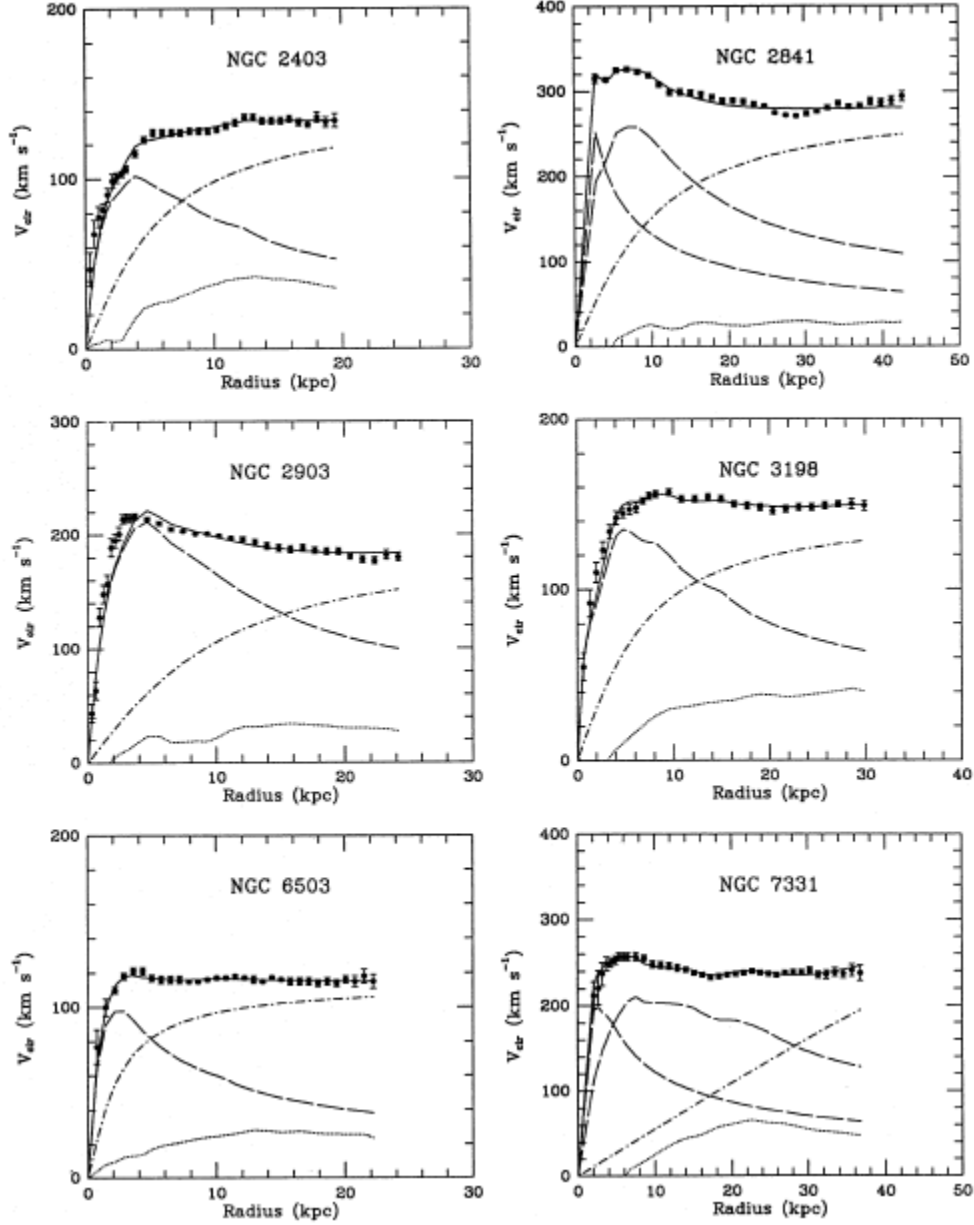 200
NGC 2403
V_cir (km s⁻¹)
100
0
0 10 20 30
Radius (kpc)
400
NGC 2841
300
V_cir (km s⁻¹)
200
100
0
0 10 20 30 40 50
Radius (kpc)
300
NGC 2903
200
V_cir (km s⁻¹)
100
0
0 10 20 30
Radius (kpc)
200
NGC 3198
V_cir (km s⁻¹)
100
0
0 10 20 30 40
Radius (kpc)
200
NGC 6503
V_cir (km s⁻¹)
100
0
0 10 20 30
Radius (kpc)
400
NGC 7331
300
V_cir (km s⁻¹)
200
100
0
0 10 20 30 40 50
Radius (kpc)